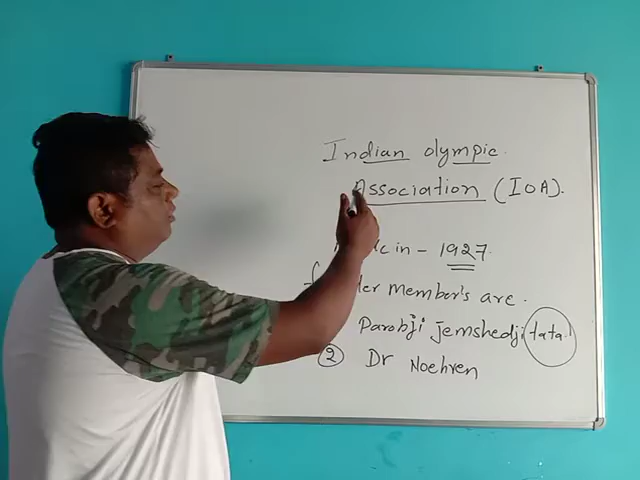 Indian olympic.
Association (IOA).
in - 1927.
member's are.
Parobji Jemshedji tata
2 Dr Noehren